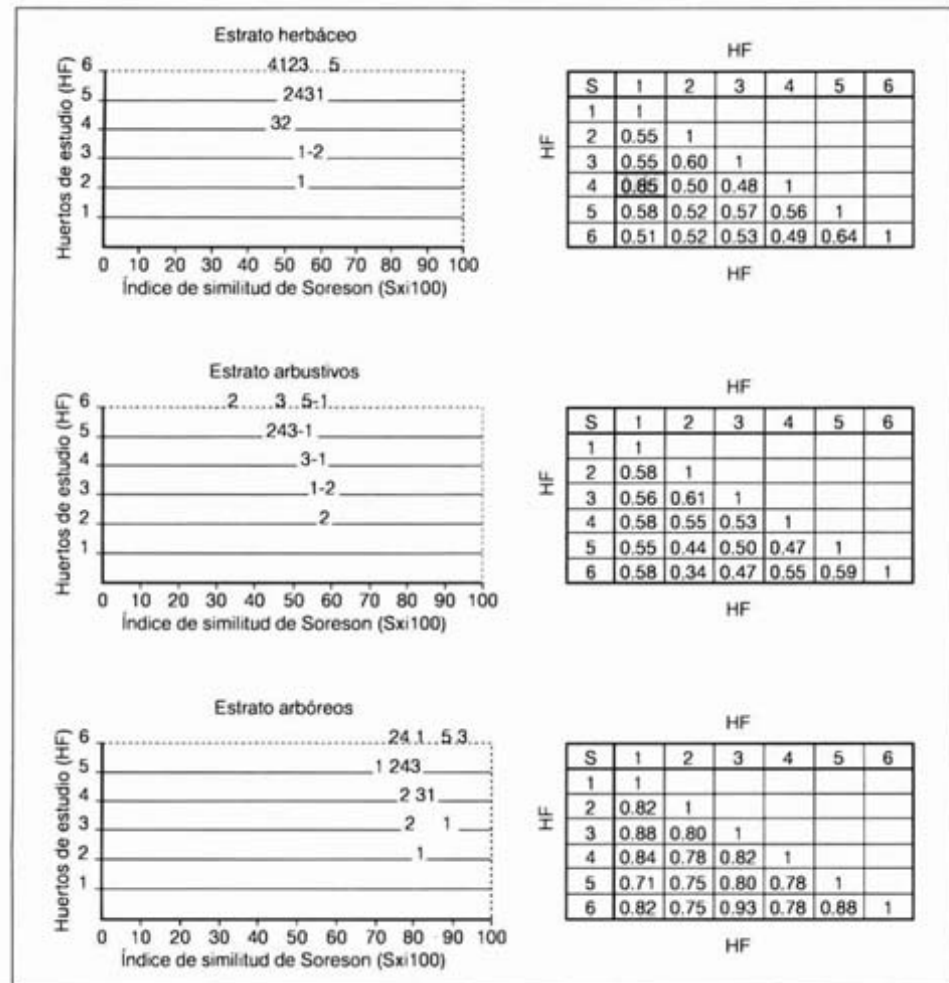 Estrato herbáceo
Huertos de estudio (HF)
6 4123 5
5 2431
4 32
3 1-2
2 1
1
0 10 20 30 40 50 60 70 80 90 100
Índice de similitud de Soreson (Sxi100)
HF
HF
S 1 2 3 4 5 6
1 1
2 0.55 1
3 0.55 0.60 1
4 0.85 0.50 0.48 1
5 0.58 0.52 0.57 0.56 1
6 0.51 0.52 0.53 0.49 0.64 1
HF
Estrato arbustivos
Huertos de estudio (HF)
6 2 3 5-1
5 243-1
4 3-1
3 1-2
2 2
1
0 10 20 30 40 50 60 70 80 90 100
Índice de similitud de Soreson (Sxi100)
HF
HF
S 1 2 3 4 5 6
1 1
2 0.58 1
3 0.56 0.61 1
4 0.58 0.55 0.53 1
5 0.55 0.44 0.50 0.47 1
6 0.58 0.34 0.47 0.55 0.59 1
HF
Estrato arbóreos
Huertos de estudio (HF)
6 24 1 5 3
5 1 243
4 2 31
3 2 1
2 1
1
0 10 20 30 40 50 60 70 80 90 100
Índice de similitud de Soreson (Sxi100)
HF
HF
S 1 2 3 4 5 6
1 1
2 0.82 1
3 0.88 0.80 1
4 0.84 0.78 0.82 1
5 0.71 0.75 0.80 0.78 1
6 0.82 0.75 0.93 0.78 0.88 1
HF